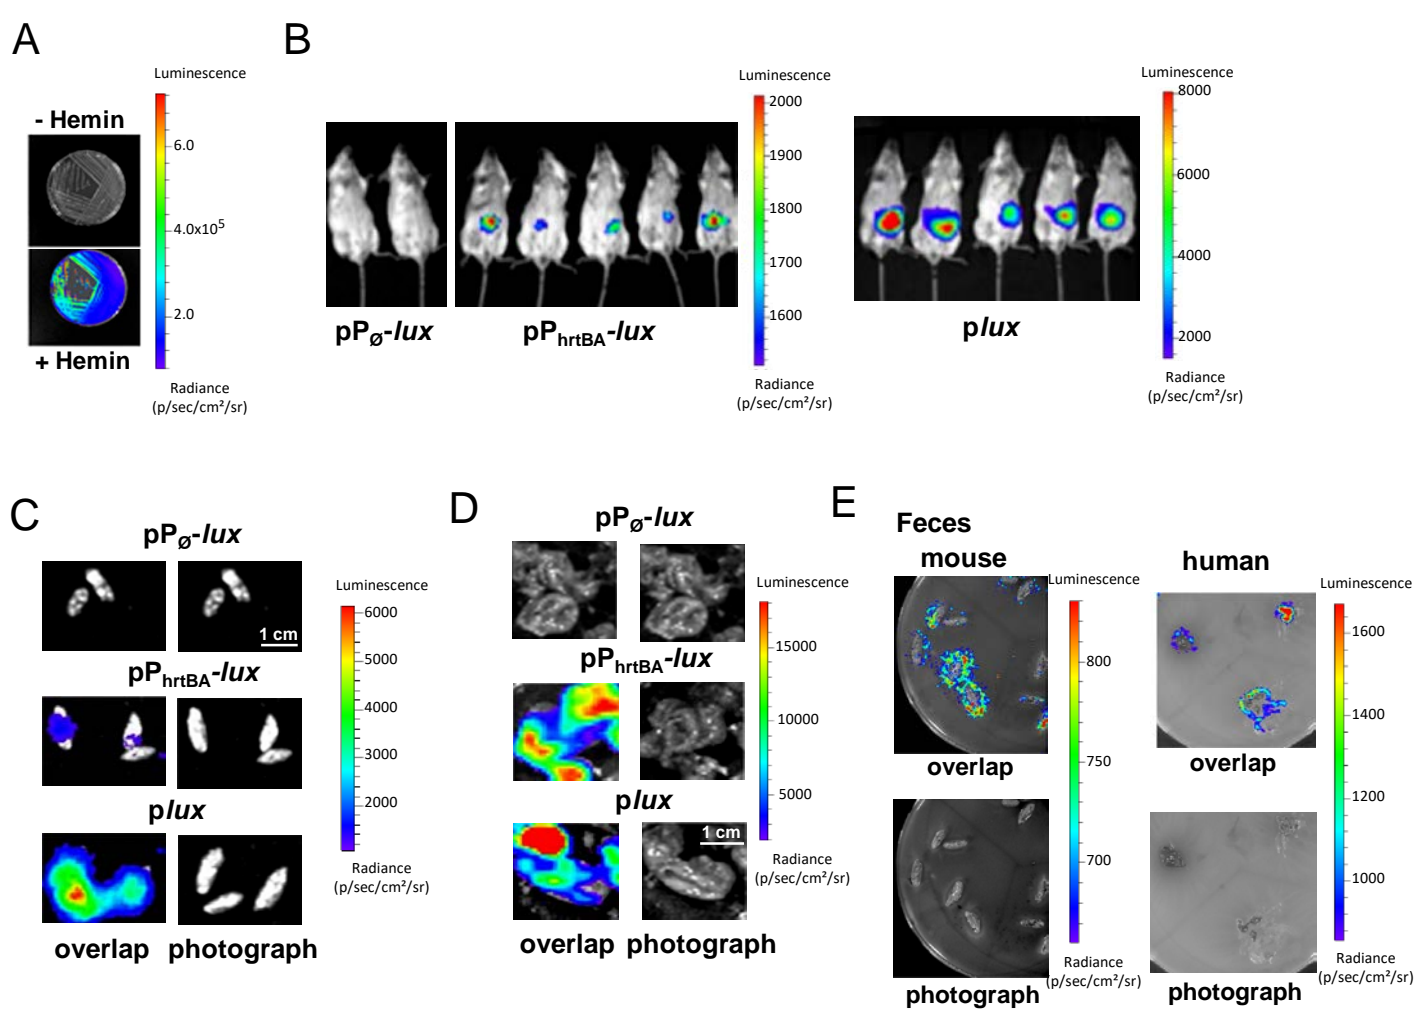 A
Luminescence
- Hemin
6.0
4.0x10⁵
2.0
+ Hemin
Radiance
(p/sec/cm²/sr)
B
Luminescence
2000
1900
1800
1700
1600
pPø-lux
pPhrtBA-lux
Radiance
(p/sec/cm²/sr)
Luminescence
8000
6000
4000
2000
plux
Radiance
(p/sec/cm²/sr)
C
pPø-lux
1 cm
pPhrtBA-lux
plux
overlap photograph
Luminescence
6000
5000
4000
3000
2000
Radiance
(p/sec/cm²/sr)
D
pPø-lux
pPhrtBA-lux
plux
1 cm
overlap photograph
Luminescence
15000
10000
5000
Radiance
(p/sec/cm²/sr)
E
Feces
mouse
overlap
photograph
Luminescence
800
750
700
Radiance
(p/sec/cm²/sr)
human
overlap
photograph
Luminescence
1600
1400
1200
1000
Radiance
(p/sec/cm²/sr)